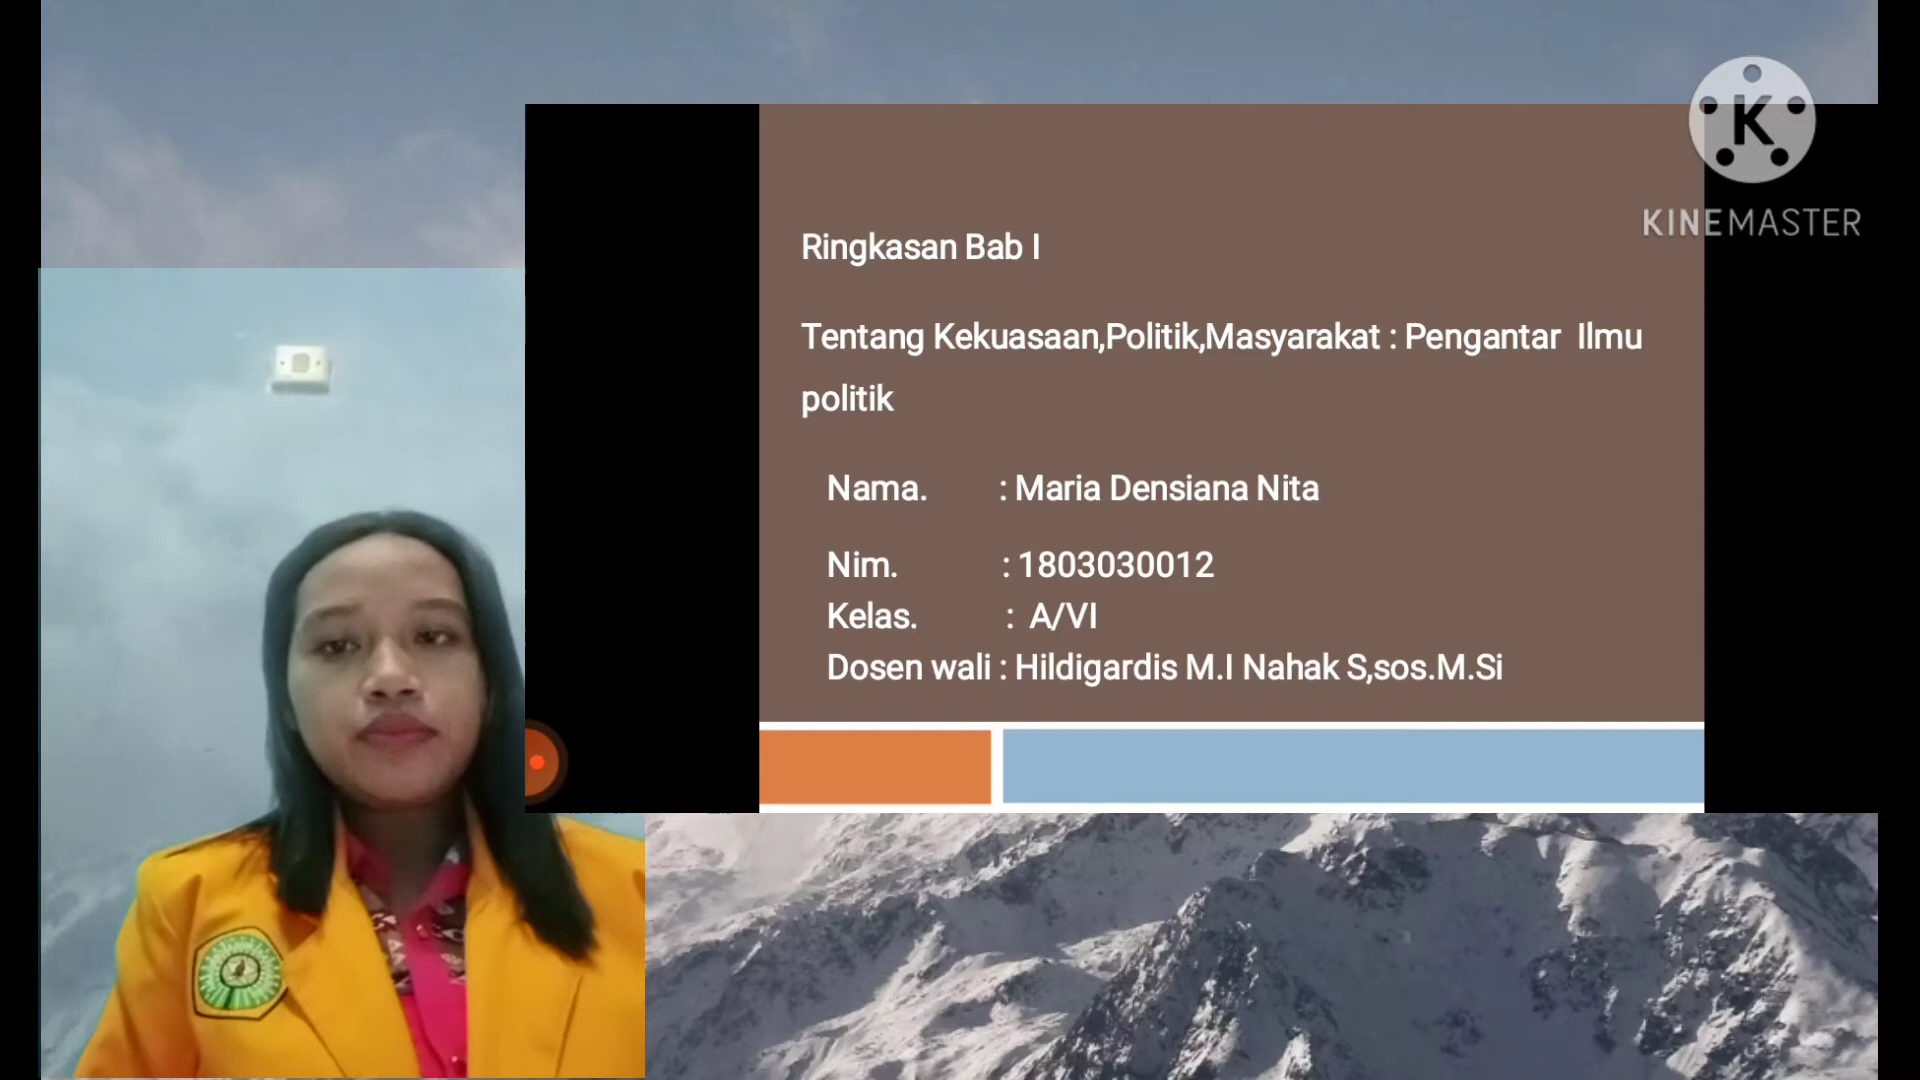 K
KINEMASTER
Ringkasan Bab I
Tentang Kekuasaan,Politik,Masyarakat : Pengantar Ilmu
politik
Nama. : Maria Densiana Nita
Nim. : 1803030012
Kelas. : A/VI
Dosen wali : Hildigardis M.I Nahak S,sos.M.Si